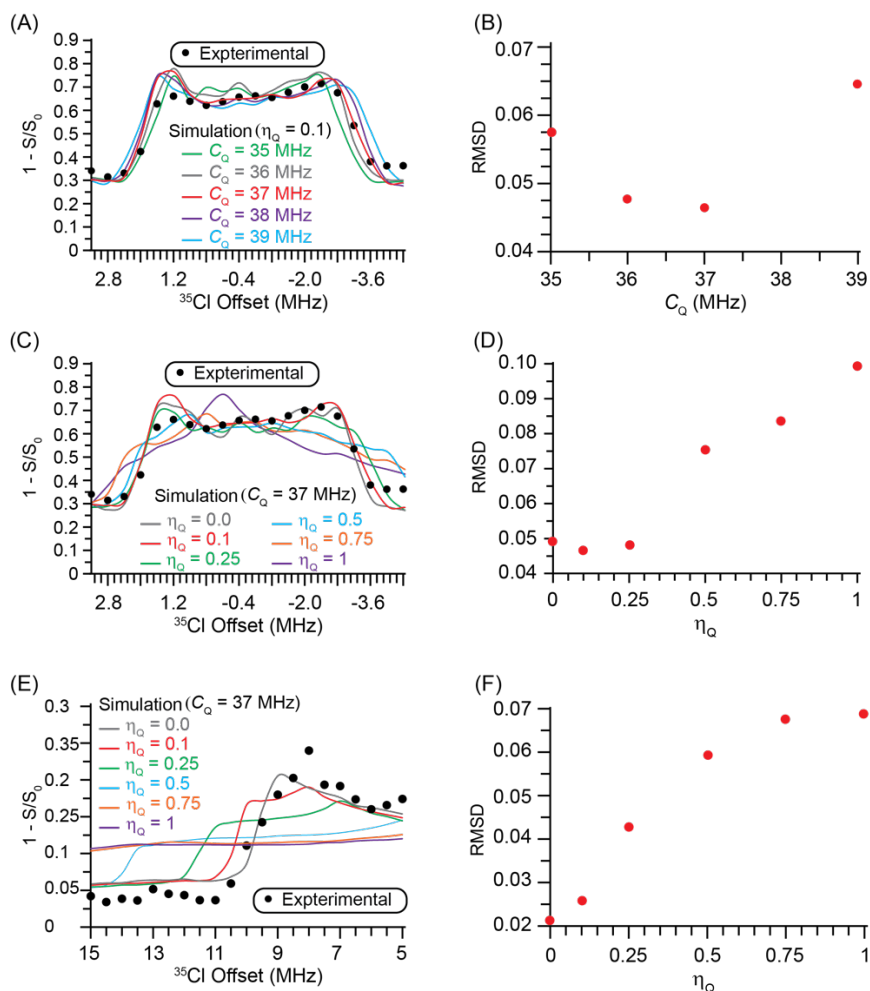 (A)
0.9
0.8
0.7
0.6
0.5
0.4
0.3
0.2
0.1
0
1 - S/S0
Expterimental
Simulation (ηQ = 0.1)
CQ = 35 MHz
CQ = 36 MHz
CQ = 37 MHz
CQ = 38 MHz
CQ = 39 MHz
2.8 1.2 -0.4 -2.0 -3.6
35Cl Offset (MHz)
(B)
0.07
0.06
0.05
0.04
RMSD
35 36 37 38 39
CQ (MHz)
(C)
0.9
0.8
0.7
0.6
0.5
0.4
0.3
0.2
0.1
0
1 - S/S0
Expterimental
Simulation (CQ = 37 MHz)
ηQ = 0.0 ηQ = 0.5
ηQ = 0.1 ηQ = 0.75
ηQ = 0.25 ηQ = 1
2.8 1.2 -0.4 -2.0 -3.6
35Cl Offset (MHz)
(D)
0.10
0.09
0.08
0.07
0.06
0.05
0.04
RMSD
0 0.25 0.5 0.75 1
ηQ
(E)
0.3
0.35
0.2
0.25
0.1
0.05
0
1 - S/S0
Simulation (CQ = 37 MHz)
ηQ = 0.0
ηQ = 0.1
ηQ = 0.25
ηQ = 0.5
ηQ = 0.75
ηQ = 1
Expterimental
15 13 11 9 7 5
35Cl Offset (MHz)
(F)
0.07
0.06
0.05
0.04
0.03
0.02
RMSD
0 0.25 0.5 0.75 1
ηQ